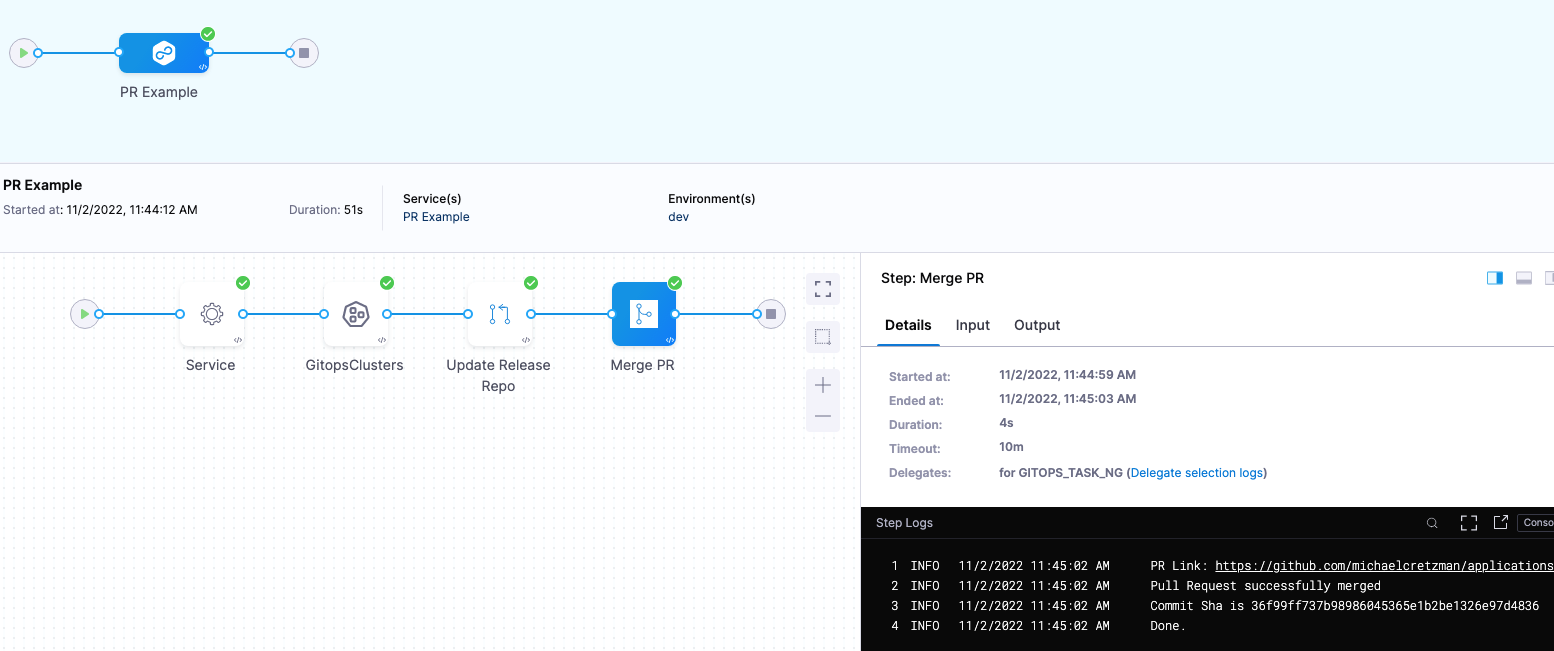 PR Example
PR Example
Started at: 11/2/2022, 11:44:12 AM
Duration: 51s
Service(s)
PR Example
Environment(s)
dev
Service
GitopsClusters
Update Release
Repo
Merge PR
Step: Merge PR
Details Input Output
Started at: 11/2/2022, 11:44:59 AM
Ended at: 11/2/2022, 11:45:03 AM
Duration: 4s
Timeout: 10m
Delegates: for GITOPS_TASK_NG (Delegate selection logs)
Step Logs
Conso
1 INFO 11/2/2022 11:45:02 AM PR Link: https://github.com/michaelcretzman/applications
2 INFO 11/2/2022 11:45:02 AM Pull Request successfully merged
3 INFO 11/2/2022 11:45:02 AM Commit Sha is 36f99ff737b98986045365e1b2be1326e97d4836
4 INFO 11/2/2022 11:45:02 AM Done.